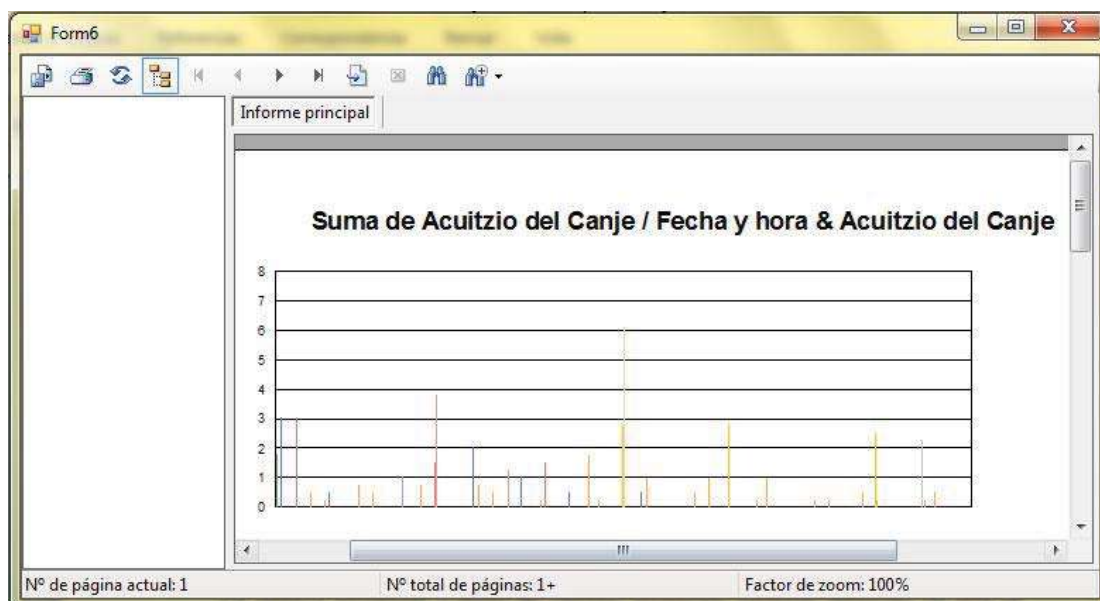 Form6
Informe principal
Suma de Acuitzio del Canje / Fecha y hora & Acuitzio del Canje
8
7
6
5
4
3
2
1
0
Nº de página actual: 1 Nº total de páginas: 1+ Factor de zoom: 100%